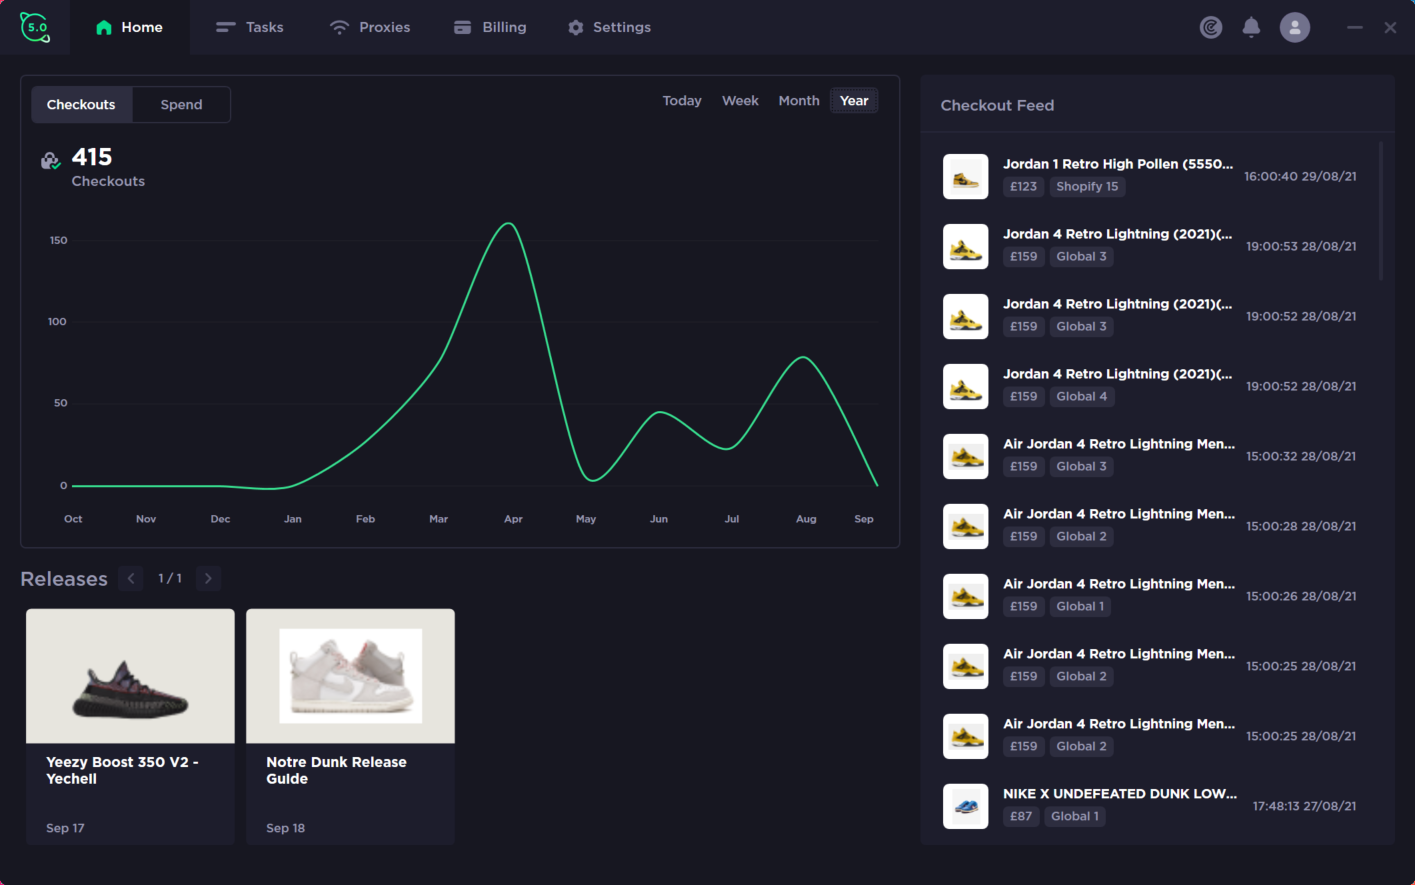 5.0
Home
Tasks
Proxies
Billing
Settings
Checkouts
Spend
Today
Week
Month
Year
415
Checkouts
150
100
50
0
Oct
Nov
Dec
Jan
Feb
Mar
Apr
May
Jun
Jul
Aug
Sep
Releases
1 / 1
Yeezy Boost 350 V2 -
Yechell
Sep 17
Notre Dunk Release
Guide
Sep 18
Checkout Feed
Jordan 1 Retro High Pollen (5550...
£123
Shopify 15
16:00:40 29/08/21
Jordan 4 Retro Lightning (2021)(...
£159
Global 3
19:00:53 28/08/21
Jordan 4 Retro Lightning (2021)(...
£159
Global 3
19:00:52 28/08/21
Jordan 4 Retro Lightning (2021)(...
£159
Global 4
19:00:52 28/08/21
Air Jordan 4 Retro Lightning Men...
£159
Global 3
15:00:32 28/08/21
Air Jordan 4 Retro Lightning Men...
£159
Global 2
15:00:28 28/08/21
Air Jordan 4 Retro Lightning Men...
£159
Global 1
15:00:26 28/08/21
Air Jordan 4 Retro Lightning Men...
£159
Global 2
15:00:25 28/08/21
Air Jordan 4 Retro Lightning Men...
£159
Global 2
15:00:25 28/08/21
NIKE X UNDEFEATED DUNK LOW...
£87
Global 1
17:48:13 27/08/21